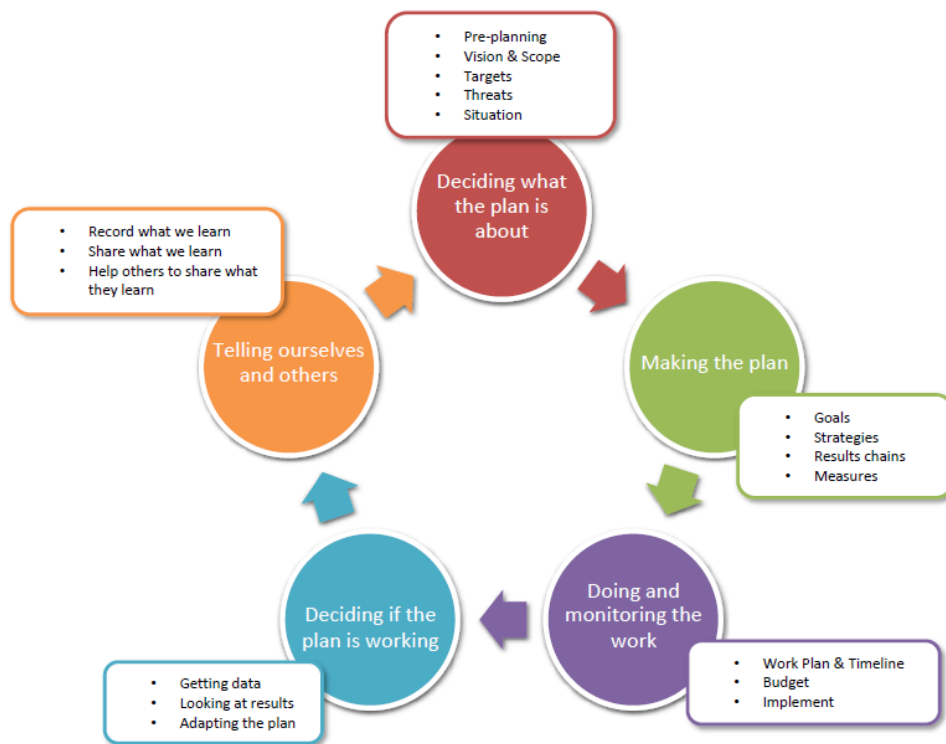 Pre-planning
Vision & Scope
Targets
Threats
Situation
Deciding what
the plan is
about
Goals
Strategies
Results chains
Measures
Making the plan
Work Plan & Timeline
Budget
Implement
Doing and
monitoring the
work
Getting data
Looking at results
Adapting the plan
Deciding if the
plan is working
Record what we learn
Share what we learn
Help others to share what
they learn
Telling ourselves
and others